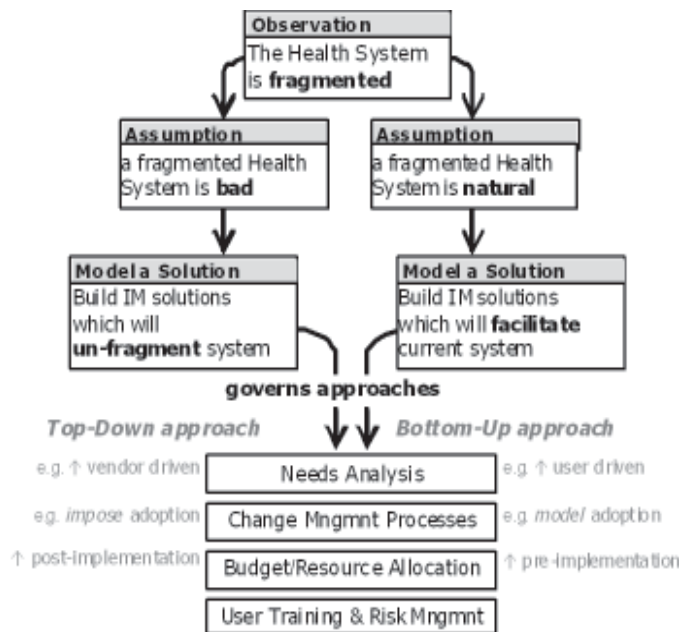 Observation
The Health System
is fragmented
Assumption
a fragmented Health
System is bad
Assumption
a fragmented Health
System is natural
Model a Solution
Build IM solutions
which will
un-fragment system
Model a Solution
Build IM solutions
which will facilitate
current system
governs approaches
Top-Down approach
Bottom-Up approach
e.g. ↑ vendor driven
Needs Analysis
e.g. ↑ user driven
e.g. impose adoption
Change Mngmnt Processes
e.g. model adoption
↑ post-implementation
Budget/Resource Allocation
↑ pre-implementation
User Training & Risk Mngmnt